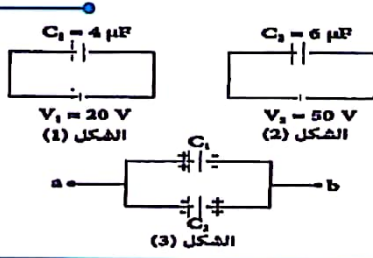 C₁ = 4 μF
V₁ = 20 V
الشكل (1)
C₂ = 6 μF
V₂ = 50 V
الشكل (2)
C₁
a
b
C₂
الشكل (3)